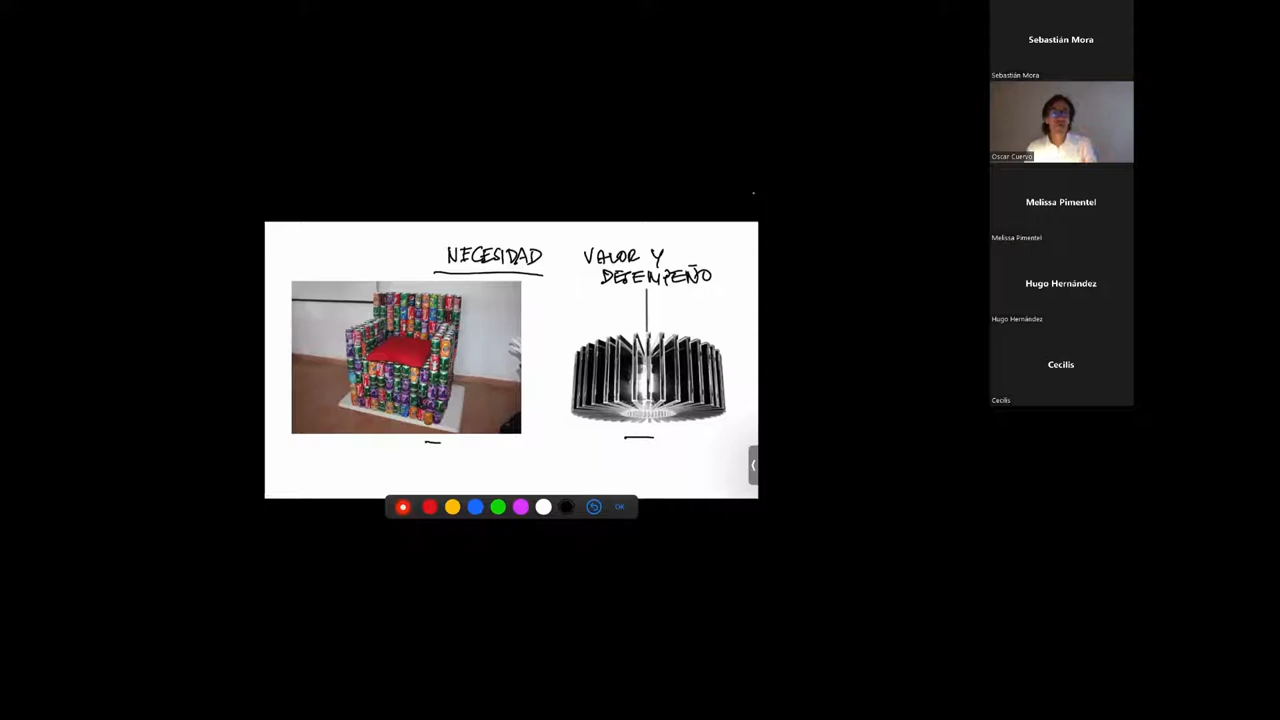 NECESIDAD
VALOR Y
DESEMPEÑO
OK
Sebastián Mora
Sebastián Mora
Oscar Cuervo
Melissa Pimentel
Melissa Pimentel
Hugo Hernández
Hugo Hernández
Cecilis
Cecilis